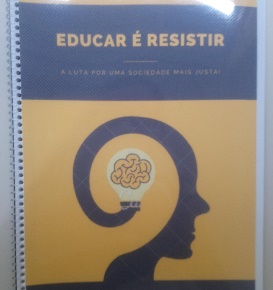 EDUCAR É RESISTIR
A LUTA POR UMA SOCIEDADE MAIS JUSTA!